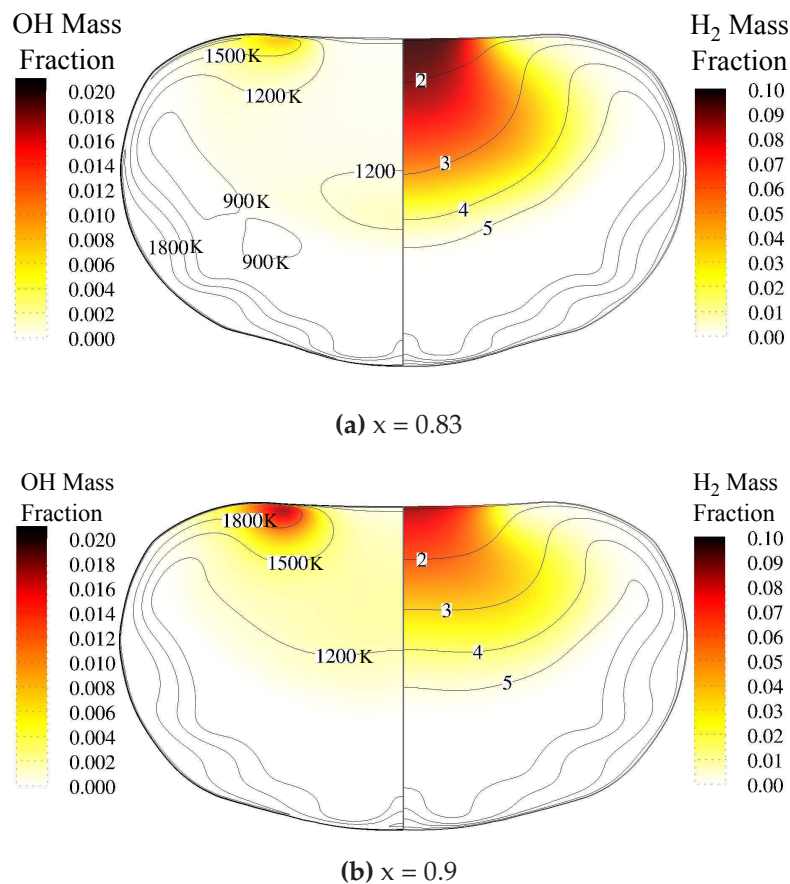 OH Mass
Fraction
0.020
0.018
0.016
0.014
0.012
0.010
0.008
0.006
0.004
0.002
0.000
1500K
1200K
1200
900K
1800K
900K
2
3
4
5
H2 Mass
Fraction
0.10
0.09
0.08
0.07
0.06
0.05
0.04
0.03
0.02
0.01
0.00
(a) x = 0.83
OH Mass
Fraction
0.020
0.018
0.016
0.014
0.012
0.010
0.008
0.006
0.004
0.002
0.000
1800K
1500K
1200K
2
3
4
5
H2 Mass
Fraction
0.10
0.09
0.08
0.07
0.06
0.05
0.04
0.03
0.02
0.01
0.00
(b) x = 0.9